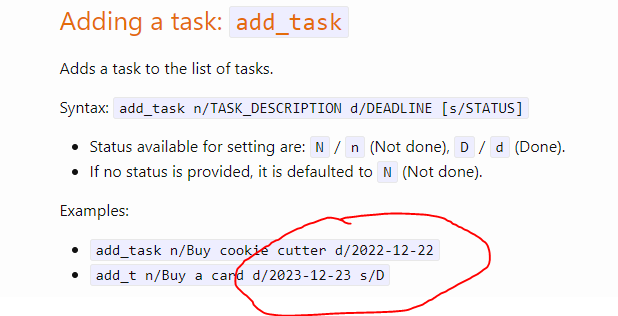 Adding a task: add_task
Adds a task to the list of tasks.
Syntax: add_task n/TASK_DESCRIPTION d/DEADLINE [s/STATUS]
• Status available for setting are: N / n (Not done), D / d (Done).
• If no status is provided, it is defaulted to N (Not done).
Examples:
• add_task n/Buy cookie cutter d/2022-12-22
• add_t n/Buy a card d/2023-12-23 s/D